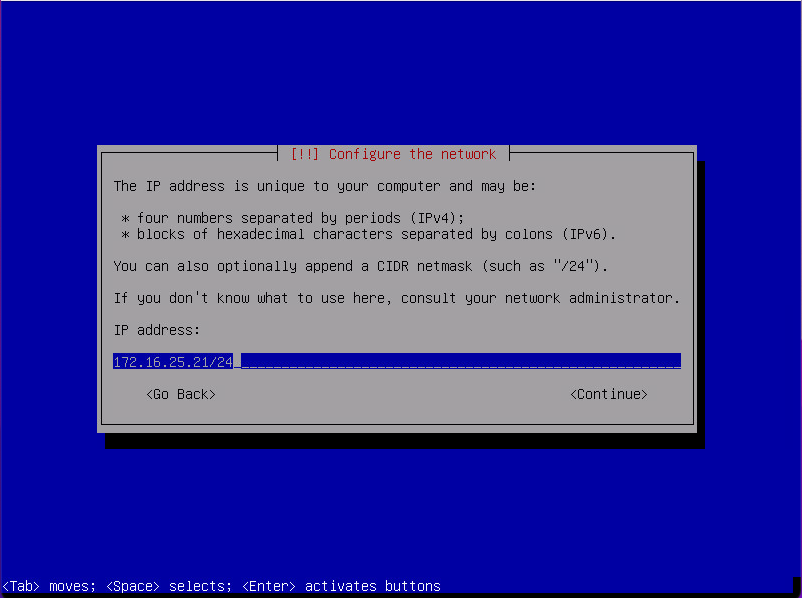 [!!] Configure the network
The IP address is unique to your computer and may be:
* four numbers separated by periods (IPv4);
* blocks of hexadecimal characters separated by colons (IPv6).
You can also optionally append a CIDR netmask (such as "/24").
If you don't know what to use here, consult your network administrator.
IP address:
172.16.25.21/24
<Go Back> <Continue>
<Tab> moves; <Space> selects; <Enter> activates buttons